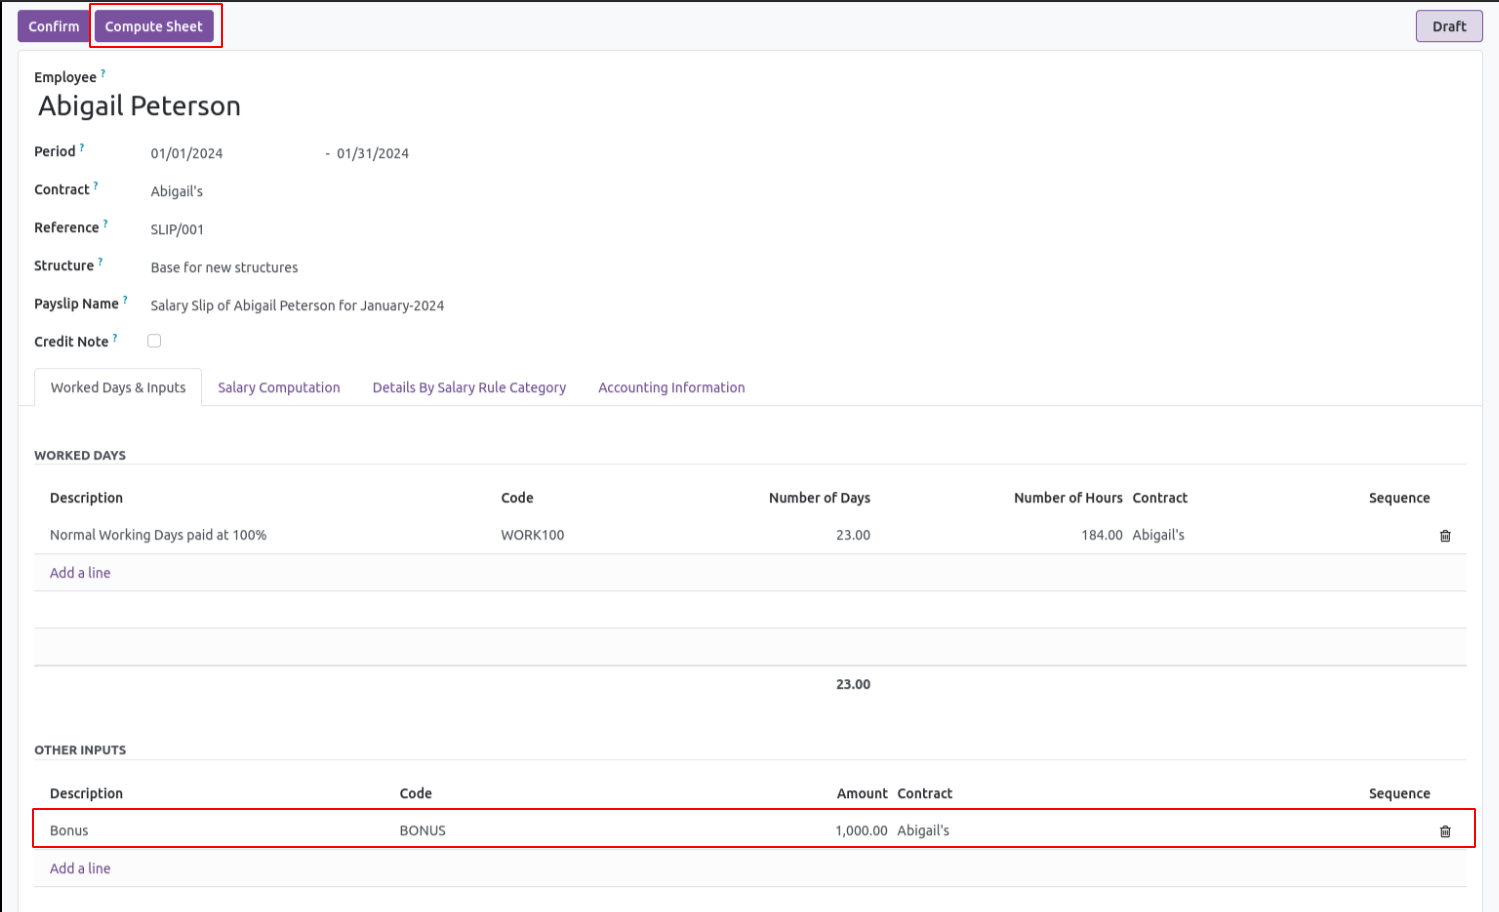 Confirm Compute Sheet Draft
Employee ?
Abigail Peterson
Period ? 01/01/2024 - 01/31/2024
Contract ? Abigail's
Reference ? SLIP/001
Structure ? Base for new structures
Payslip Name ? Salary Slip of Abigail Peterson for January-2024
Credit Note ?
Worked Days & Inputs Salary Computation Details By Salary Rule Category Accounting Information
WORKED DAYS
Description Code Number of Days Number of Hours Contract Sequence
Normal Working Days paid at 100% WORK100 23.00 184.00 Abigail's
Add a line
23.00
OTHER INPUTS
Description Code Amount Contract Sequence
Bonus BONUS 1,000.00 Abigail's
Add a line